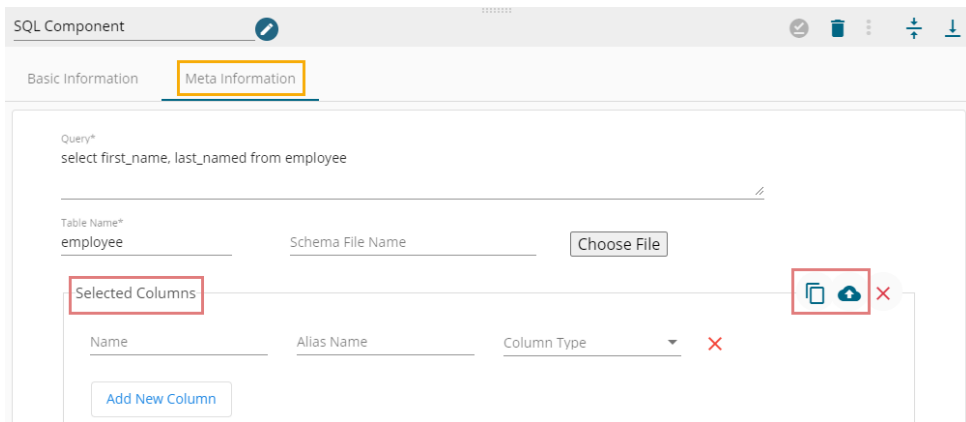 SQL Component
Basic Information
Meta Information
Query*
select first_name, last_named from employee
Table Name*
employee
Schema File Name
Choose File
Selected Columns
Name
Alias Name
Column Type
Add New Column